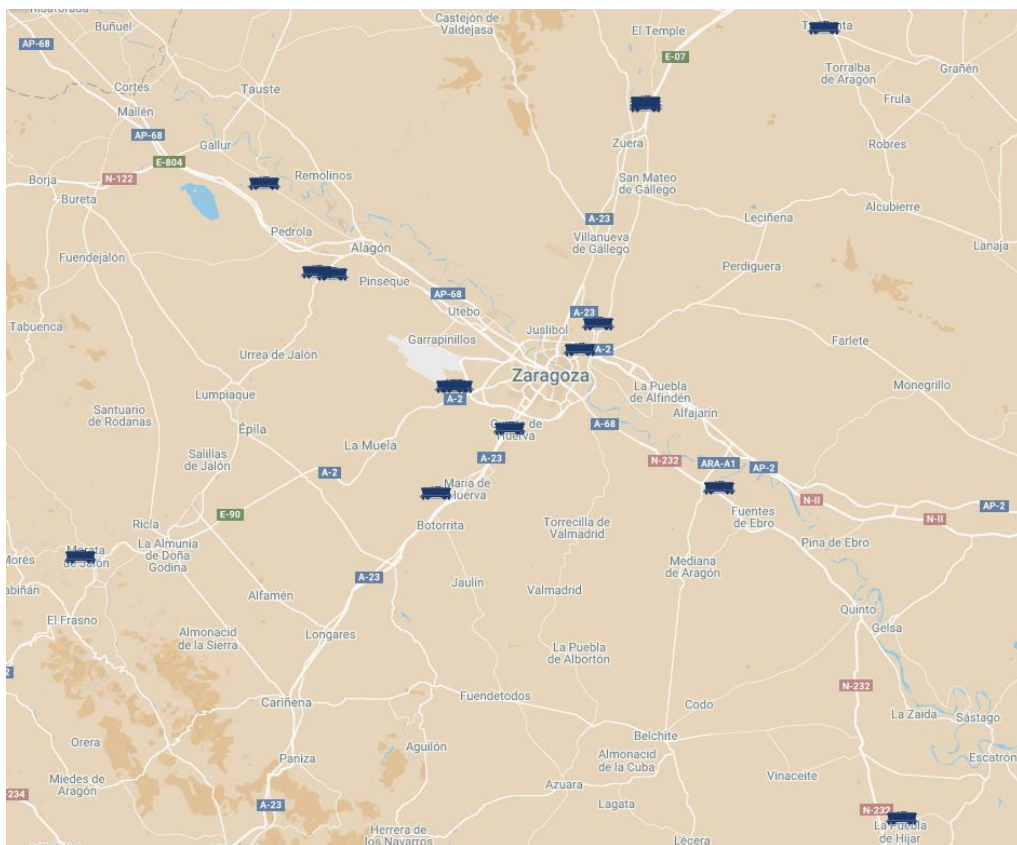 Buñuel
Castejón de
Valdejasa
El Temple
AP-68
E-07
Torralba
de Aragón
Grañén
Cortes
Mallén
Tauste
Frula
AP-68
Gallur
Zuera
Robres
E-804
Borja
N-122
Remolinos
San Mateo
de Gállego
Bureta
Alcubierre
A-23
Leciñena
Pedrola
Villanueva
de Gállego
Lanaja
Alagón
Fuendejalón
Perdiguera
Pinseque
AP-68
Utebo
A-23
Tabuenca
Juslibol
Garrapinillos
A-2
Farlete
Urrea de Jalón
Zaragoza
La Puebla
de Alfindén
Monegrillo
Lumpiaque
A-2
Santuario
de Rodanas
Alfajarín
Épila
A-68
La Muela
Huerva
Salillas
de Jalón
A-23
N-232
ARA-A1
AP-2
A-2
María de
Huerva
N-II
AP-2
E-90
Fuentes
de Ebro
N-II
Ricla
Botorrita
Torrecilla de
Valmadrid
La Almunia
de Doña
Godina
Pina de Ebro
Morés
de Jalón
Mediana
de Aragón
A-23
Jaulín
Valmadrid
Alfamén
El Frasno
Quinto
Almonacid
de la Sierra
Longares
Gelsa
La Puebla
de Albortón
2
N-232
Cariñena
Fuendetodos
Codo
La Zaida
Sástago
Orera
Belchite
Aguilón
Paniza
Almonacid
de la Cuba
Escatrón
Miedes de
Aragón
Vinaceite
Azuara
-234
A-23
Lagata
N-232
Herrera de
los Navarros
Lécera
La Puebla
de Híjar